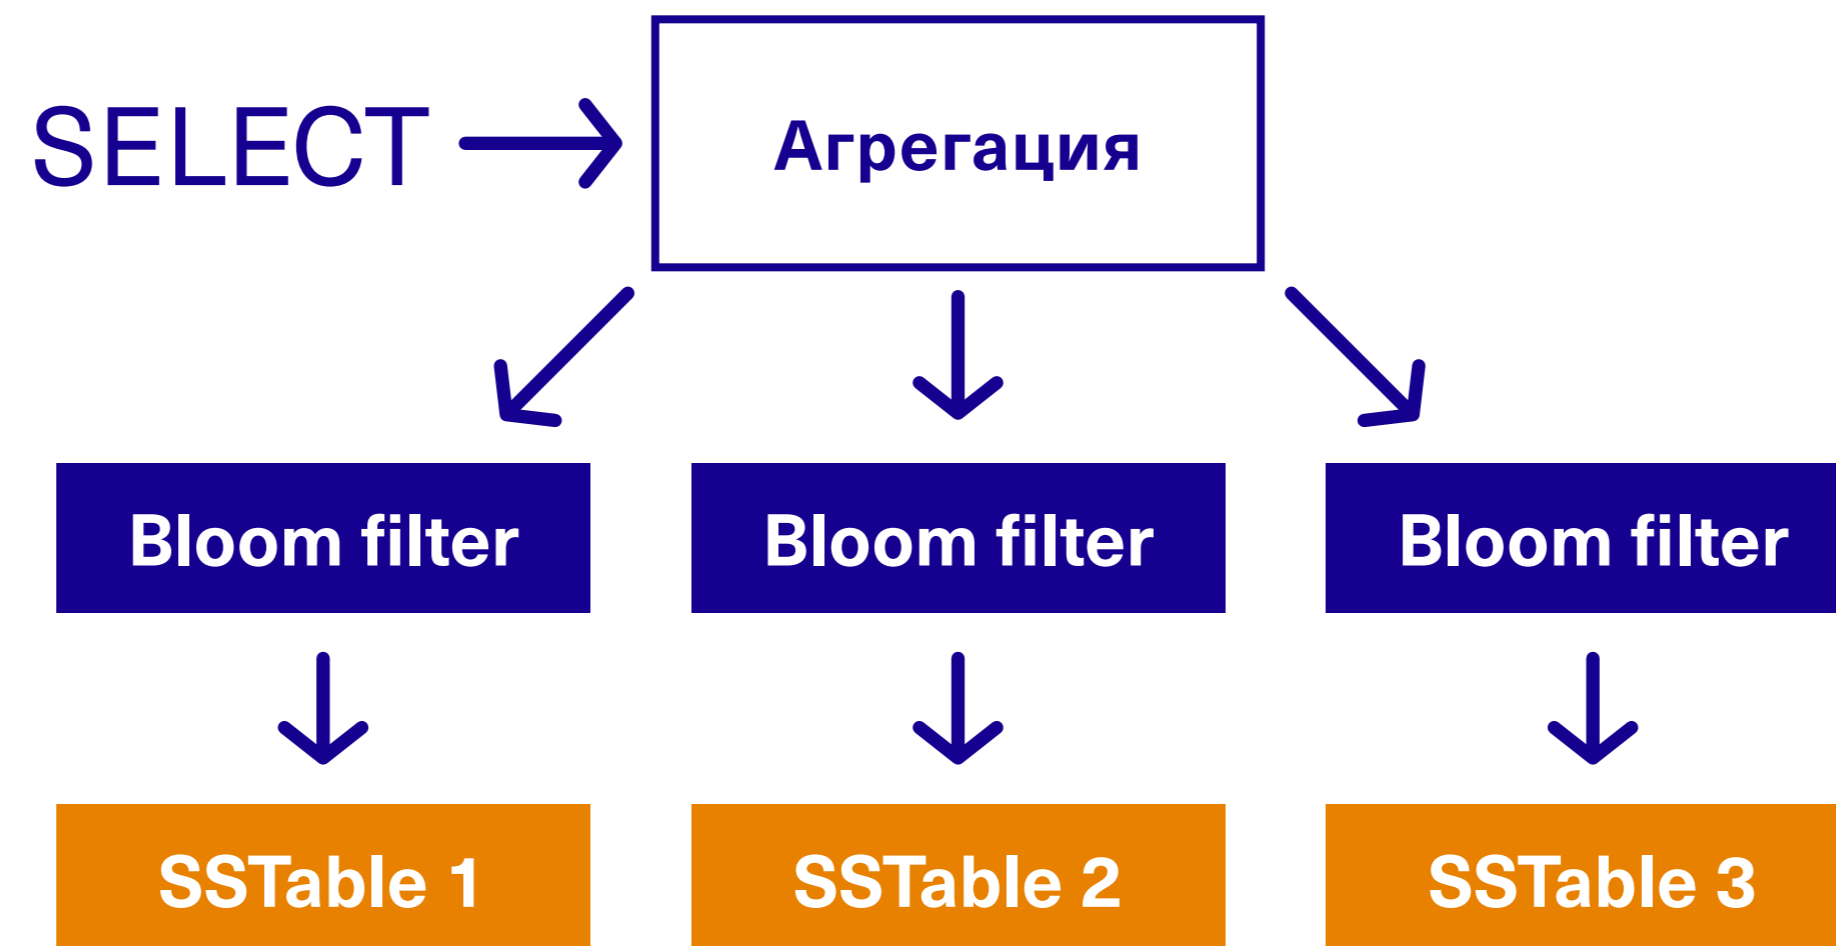 SELECT
Агрегация
Bloom filter
Bloom filter
Bloom filter
SSTable 1
SSTable 2
SSTable 3